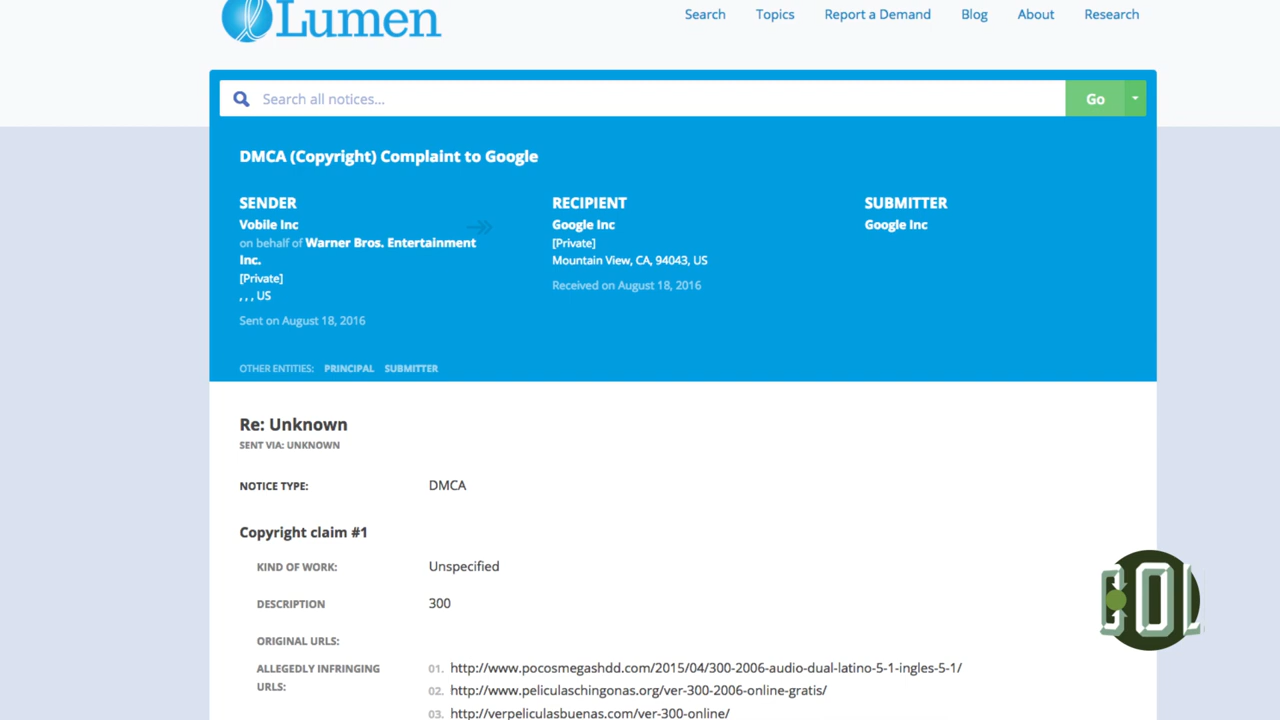 Lumen
Search Topics Report a Demand Blog About Research
Search all notices... Go
DMCA (Copyright) Complaint to Google
SENDER
Vobile Inc
on behalf of Warner Bros. Entertainment
Inc.
[Private]
, , , US
Sent on August 18, 2016
RECIPIENT
Google Inc
[Private]
Mountain View, CA, 94043, US
Received on August 18, 2016
SUBMITTER
Google Inc
OTHER ENTITIES: PRINCIPAL SUBMITTER
Re: Unknown
SENT VIA: UNKNOWN
NOTICE TYPE: DMCA
Copyright claim #1
KIND OF WORK: Unspecified
DESCRIPTION 300
ORIGINAL URLS:
ALLEGEDLY INFRINGING
URLS:
01. http://www.pocosmegashdd.com/2015/04/300-2006-audio-dual-latino-5-1-ingles-5-1/
02. http://www.peliculaschingonas.org/ver-300-2006-online-gratis/
03. http://verpeliculasbuenas.com/ver-300-online/